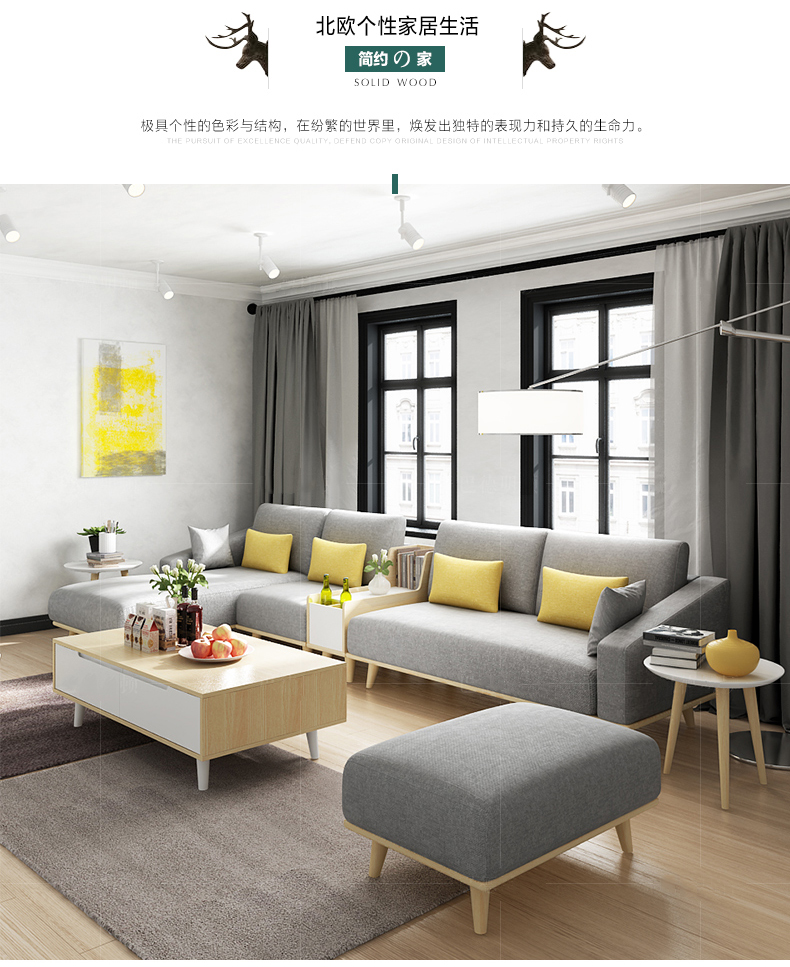 北欧个性家居生活
简约の家
SOLID WOOD
极具个性的色彩与结构，在纷繁的世界里，焕发出独特的表现力和持久的生命力。
THE PURSUIT OF EXCELLENCE QUALITY, DEFEND COPY ORIGINAL DESIGN OF INTELLECTUAL PROPERTY RIGHTS